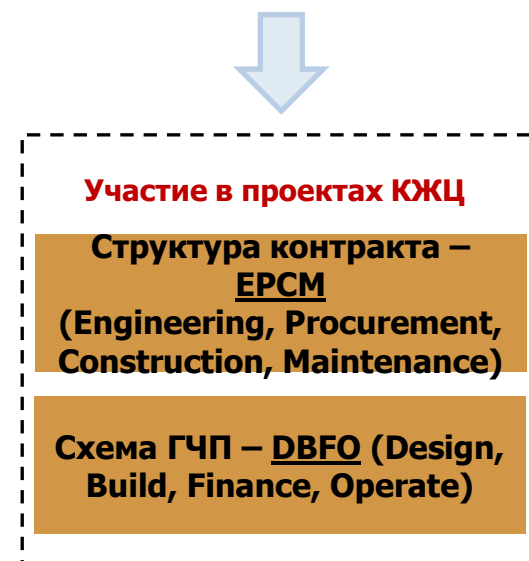 Участие в проектах КЖЦ
Структура контракта –
EPCM
(Engineering, Procurement,
Construction, Maintenance)
Схема ГЧП – DBFO (Design,
Build, Finance, Operate)